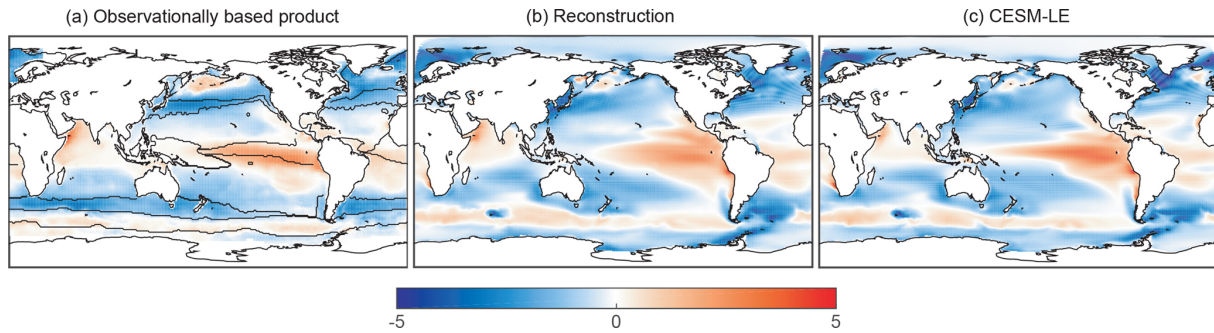 (a) Observationally based product
(b) Reconstruction
(c) CESM-LE
-5 0 5